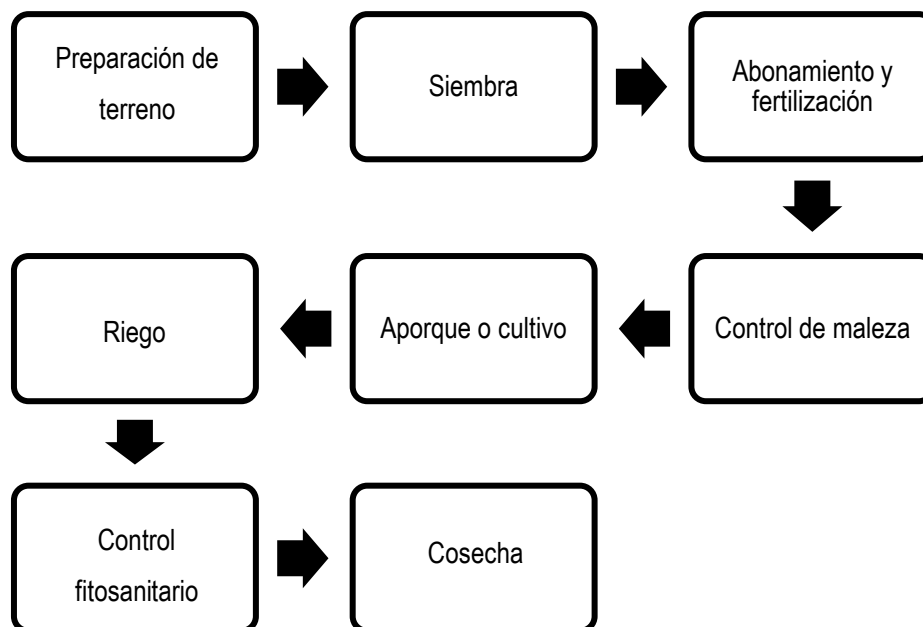 Preparación de
terreno
Siembra
Abonamiento y
fertilización
Control de maleza
Aporque o cultivo
Riego
Control
fitosanitario
Cosecha